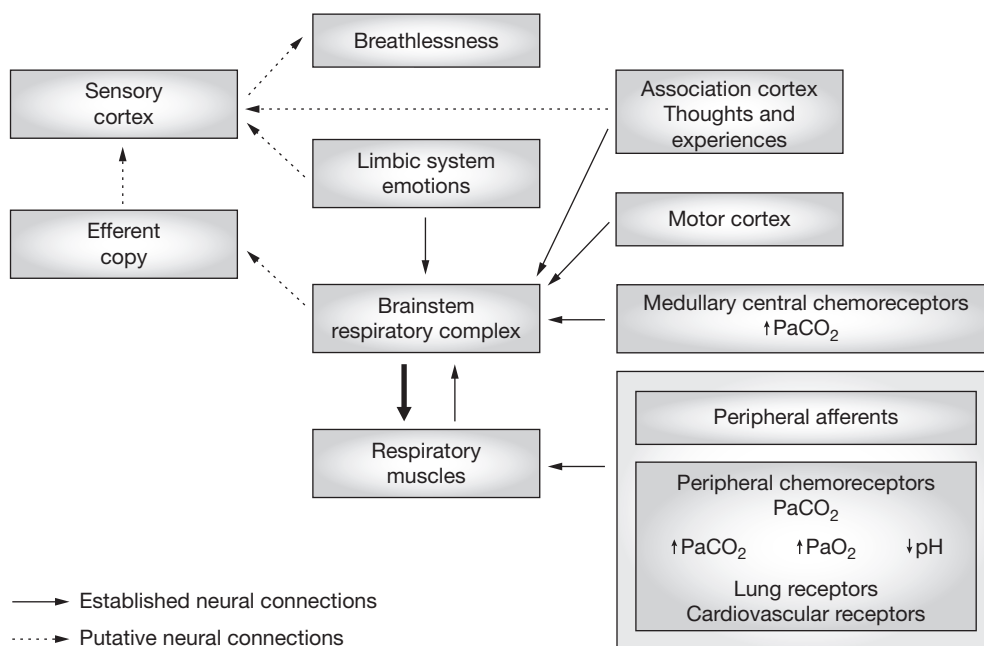 Breathlessness
Sensory
cortex
Association cortex
Thoughts and
experiences
Limbic system
emotions
Efferent
copy
Motor cortex
Brainstem
respiratory complex
Medullary central chemoreceptors
↑PaCO₂
Peripheral afferents
Respiratory
muscles
Peripheral chemoreceptors
PaCO₂
↑PaCO₂ ↑PaO₂ ↓pH
Lung receptors
Cardiovascular receptors
Established neural connections
Putative neural connections